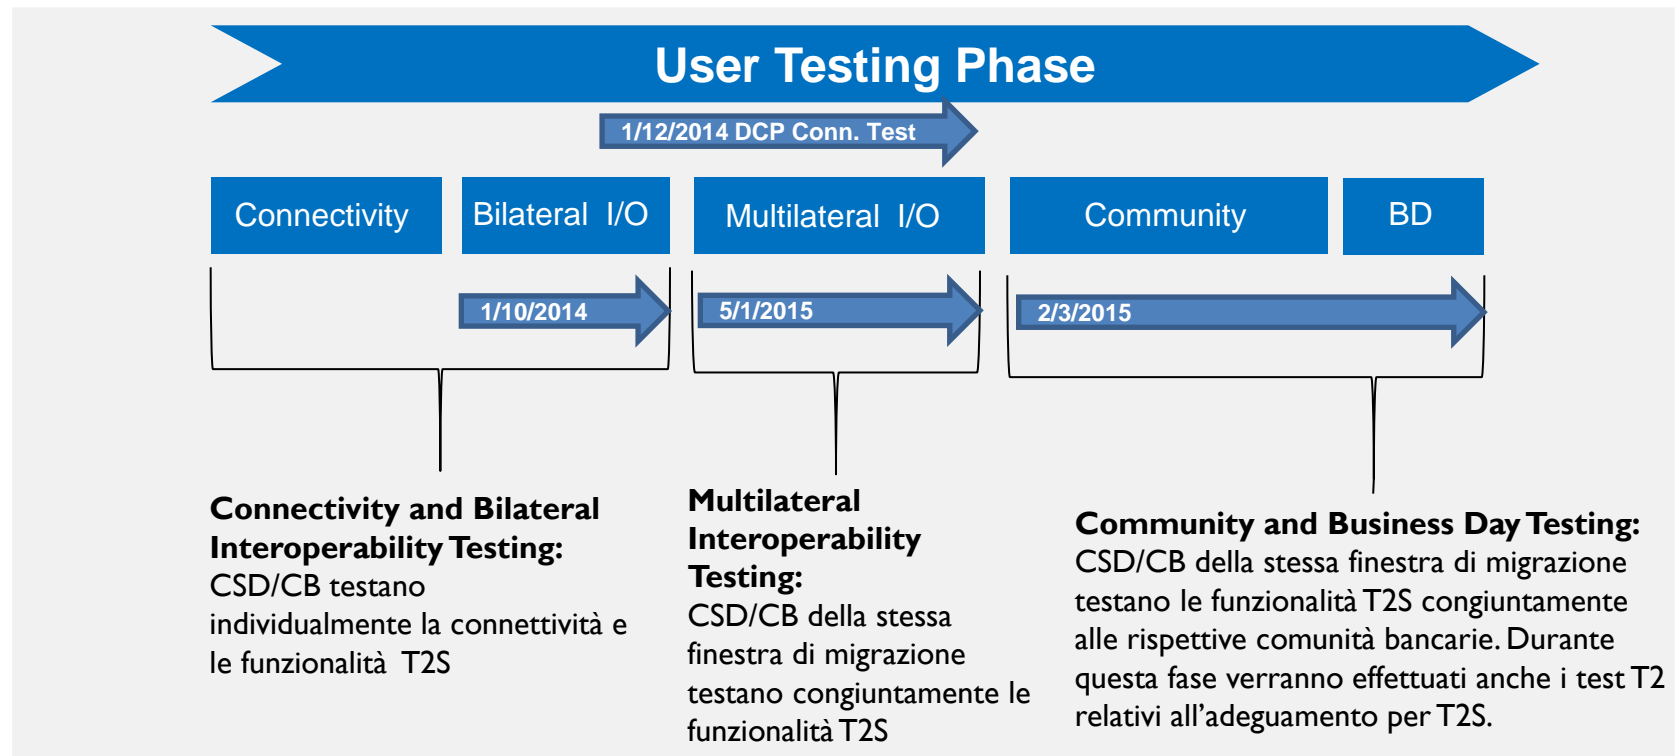 User Testing Phase
1/12/2014 DCP Conn. Test
Connectivity
Bilateral I/O
Multilateral I/O
Community
BD
1/10/2014
5/1/2015
2/3/2015
Connectivity and Bilateral
Interoperability Testing:
CSD/CB testano
individualmente la connettività e
le funzionalità T2S
Multilateral
Interoperability
Testing:
CSD/CB della stessa
finestra di migrazione
testano congiuntamente le
funzionalità T2S
Community and Business Day Testing:
CSD/CB della stessa finestra di migrazione
testano le funzionalità T2S congiuntamente
alle rispettive comunità bancarie. Durante
questa fase verranno effettuati anche i test T2
relativi all'adeguamento per T2S.